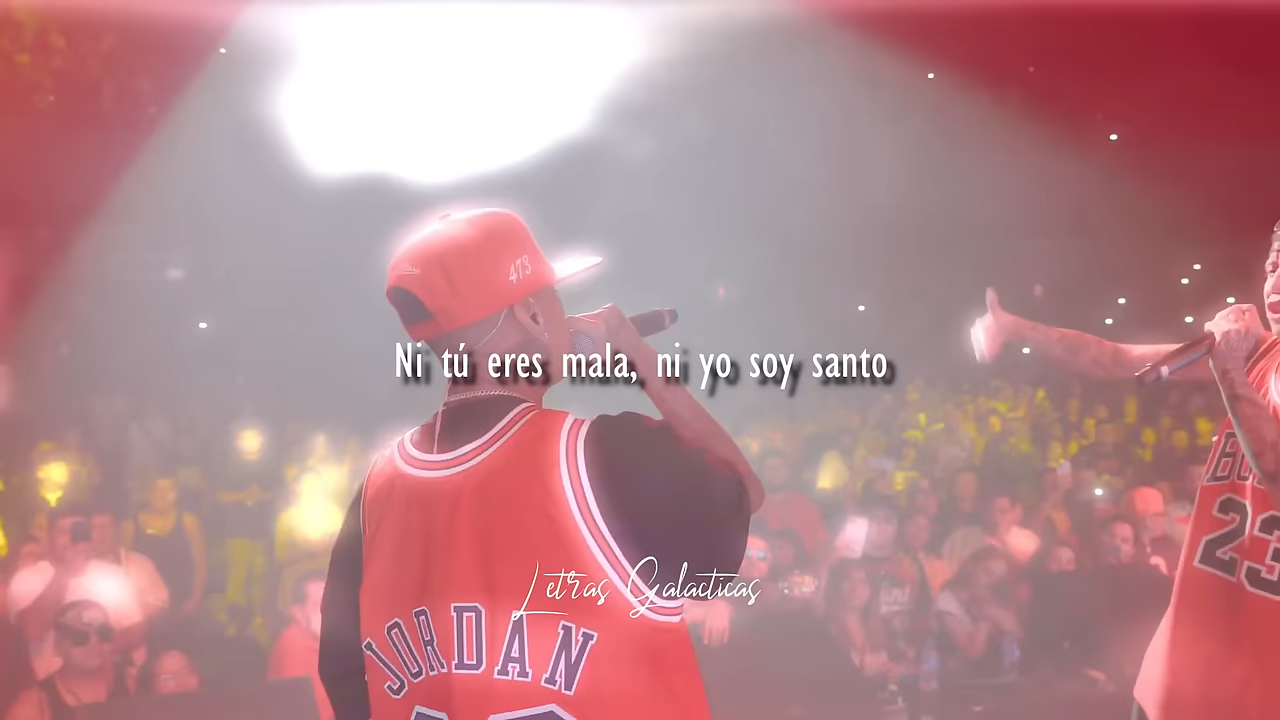 473
Ni tú eres mala, ni yo soy santo
Letras Galacticas
JORDAN
23